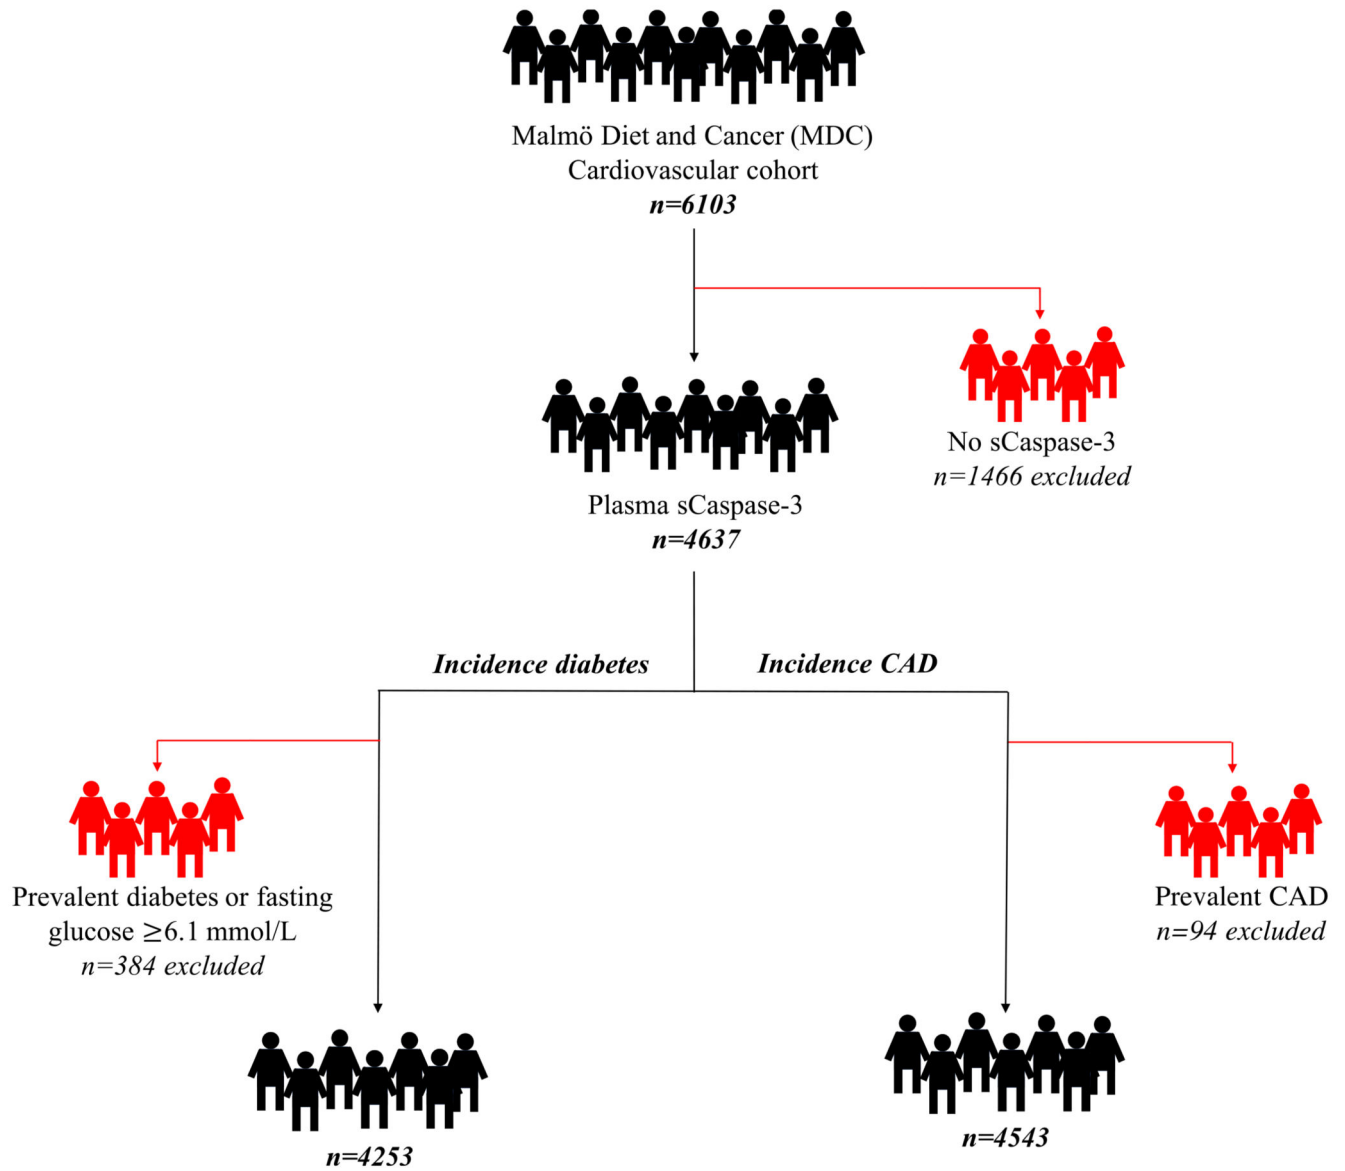 Malmö Diet and Cancer (MDC)
Cardiovascular cohort
n=6103
No sCaspase-3
n=1466 excluded
Plasma sCaspase-3
n=4637
Incidence diabetes
Incidence CAD
Prevalent diabetes or fasting
glucose ≥6.1 mmol/L
n=384 excluded
Prevalent CAD
n=94 excluded
n=4253
n=4543